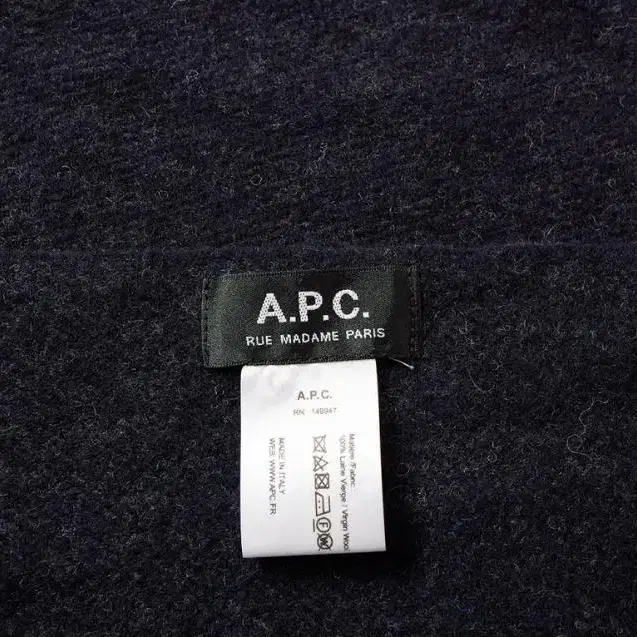 A.P.C.
RUE MADAME PARIS
A.P.C.
RN 149947
Matière /Fabric:
100% Laine Vierge / Virgin Wool
MADE IN ITALY
WEB: WWW.APC.FR